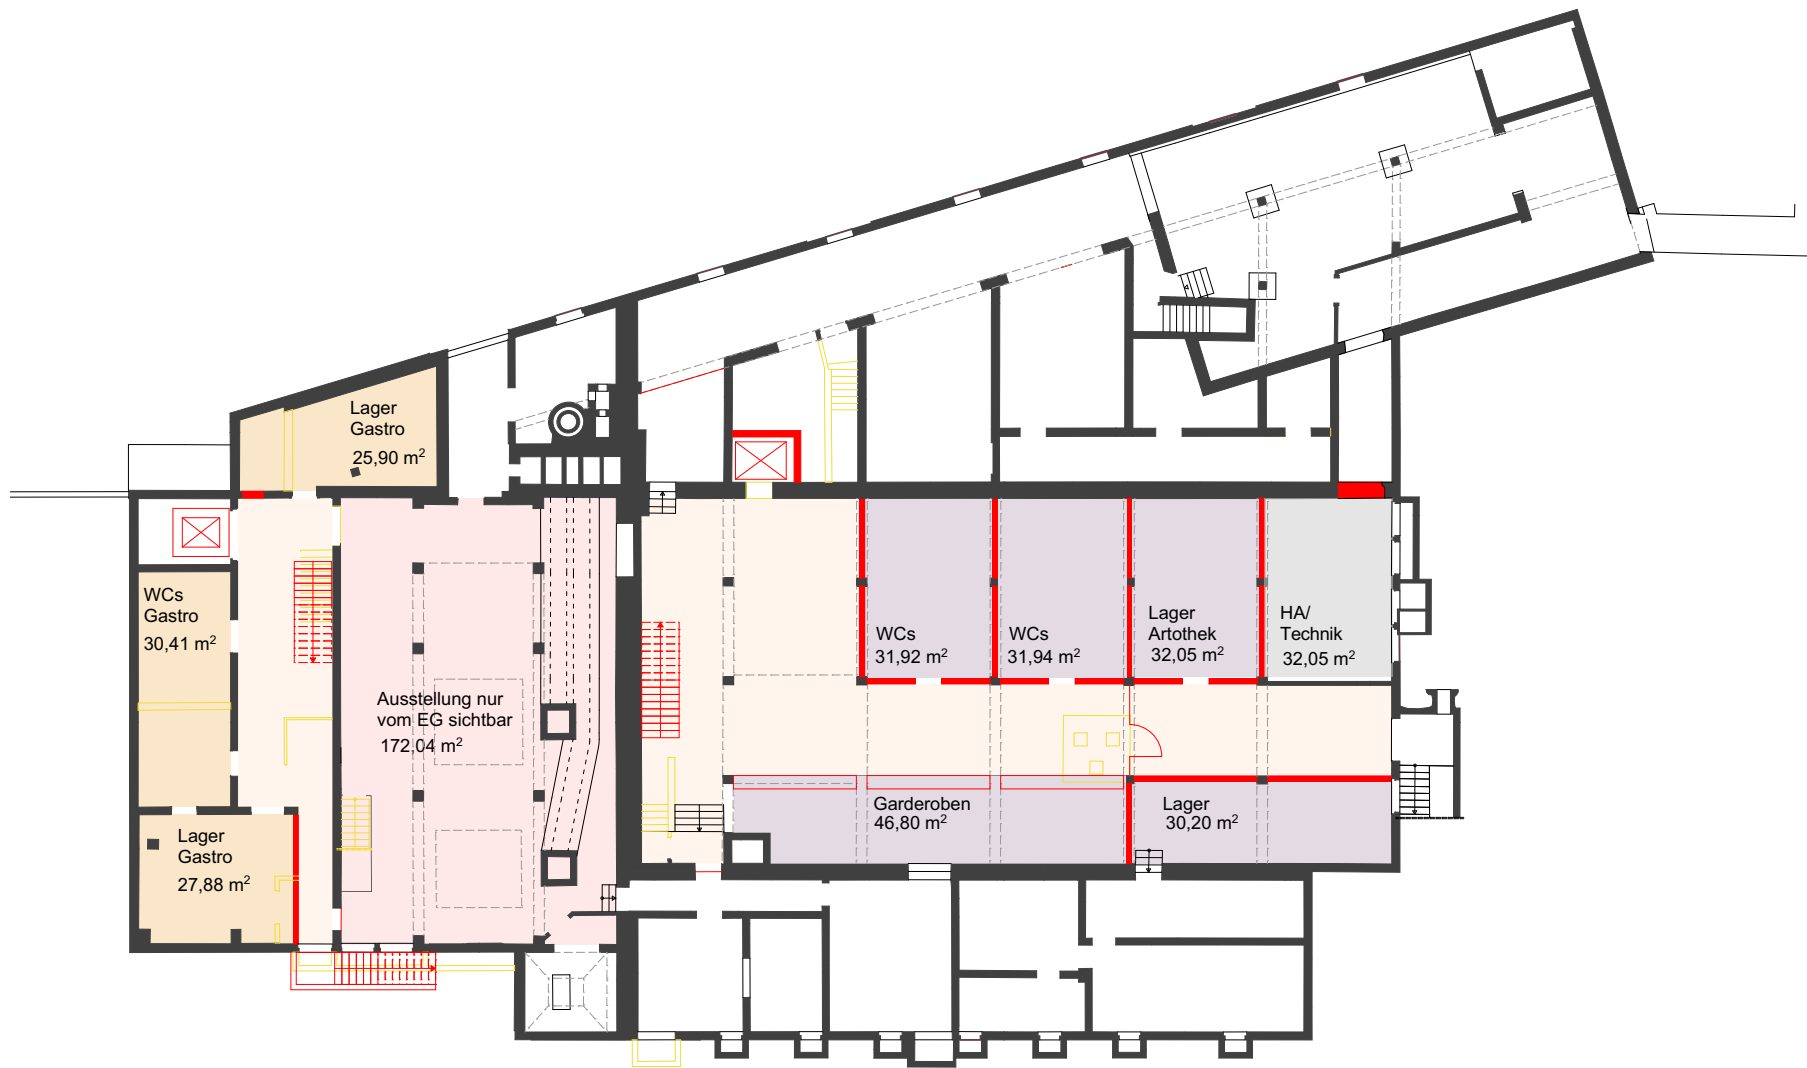 Lager
Gastro
25,90 m²
WCs
Gastro
30,41 m²
Lager
Gastro
27,88 m²
Ausstellung nur
vom EG sichtbar
172,04 m²
WCs
31,92 m²
WCs
31,94 m²
Lager
Artothek
32,05 m²
HA/
Technik
32,05 m²
Garderoben
46,80 m²
Lager
30,20 m²